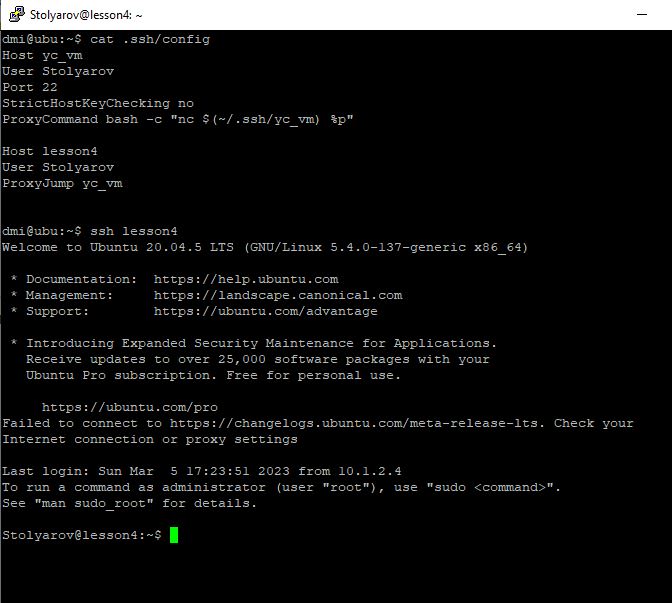 Stolyarov@lesson4: ~
dmi@ubu:~$ cat .ssh/config
Host yc_vm
User Stolyarov
Port 22
StrictHostKeyChecking no
ProxyCommand bash -c "nc $(~/.ssh/yc_vm) %p"
Host lesson4
User Stolyarov
ProxyJump yc_vm
dmi@ubu:~$ ssh lesson4
Welcome to Ubuntu 20.04.5 LTS (GNU/Linux 5.4.0-137-generic x86_64)
* Documentation:  https://help.ubuntu.com
* Management:     https://landscape.canonical.com
* Support:        https://ubuntu.com/advantage
* Introducing Expanded Security Maintenance for Applications.
Receive updates to over 25,000 software packages with your
Ubuntu Pro subscription. Free for personal use.
https://ubuntu.com/pro
Failed to connect to https://changelogs.ubuntu.com/meta-release-lts. Check your
Internet connection or proxy settings
Last login: Sun Mar  5 17:23:51 2023 from 10.1.2.4
To run a command as administrator (user "root"), use "sudo <command>".
See "man sudo_root" for details.
Stolyarov@lesson4:~$